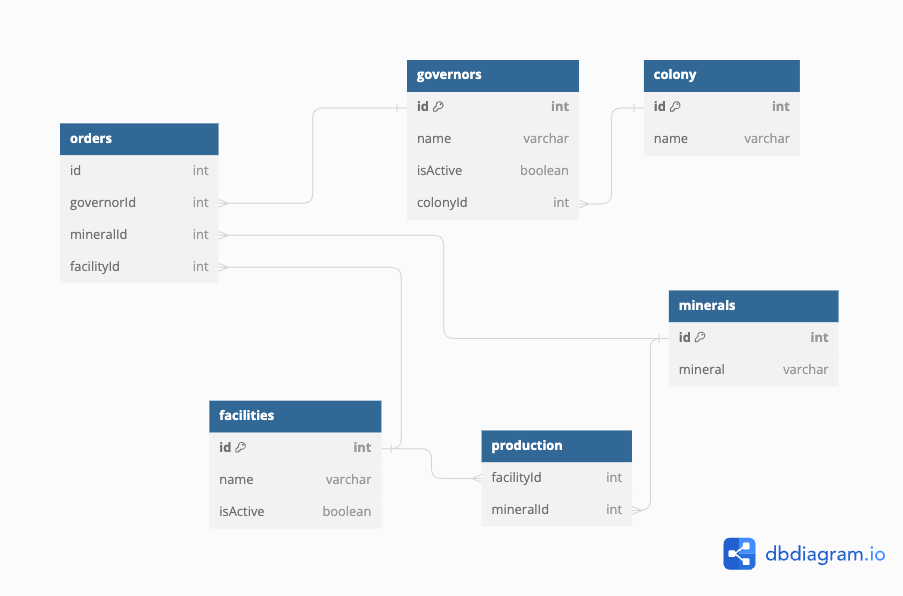 governors
id int
name varchar
isActive boolean
colonyId int
colony
id int
name varchar
orders
id int
governorId int
mineralId int
facilityId int
minerals
id int
mineral varchar
facilities
id int
name varchar
isActive boolean
production
facilityId int
mineralId int
dbdiagram.io